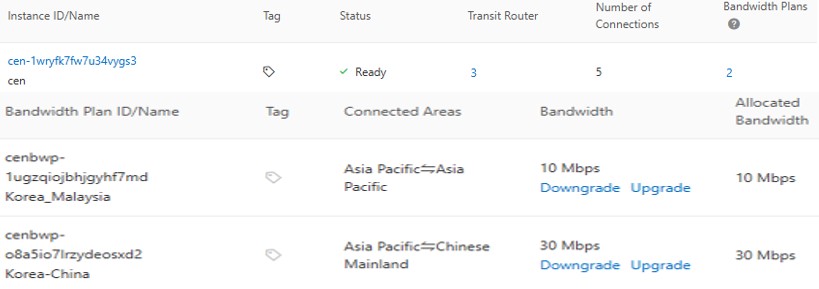 Instance ID/Name Tag Status Transit Router Number of Connections Bandwidth Plans ?
cen-1wryfk7fw7u34vygs3
cen Ready 3 5 2
Bandwidth Plan ID/Name Tag Connected Areas Bandwidth Allocated Bandwidth
cenbwp-
1ugzqiojbhjgyhf7md
Korea_Malaysia
Asia Pacific⇌Asia
Pacific
10 Mbps
Downgrade Upgrade
10 Mbps
cenbwp-
o8a5io7lrzydeosxd2
Korea-China
Asia Pacific⇌Chinese
Mainland
30 Mbps
Downgrade Upgrade
30 Mbps